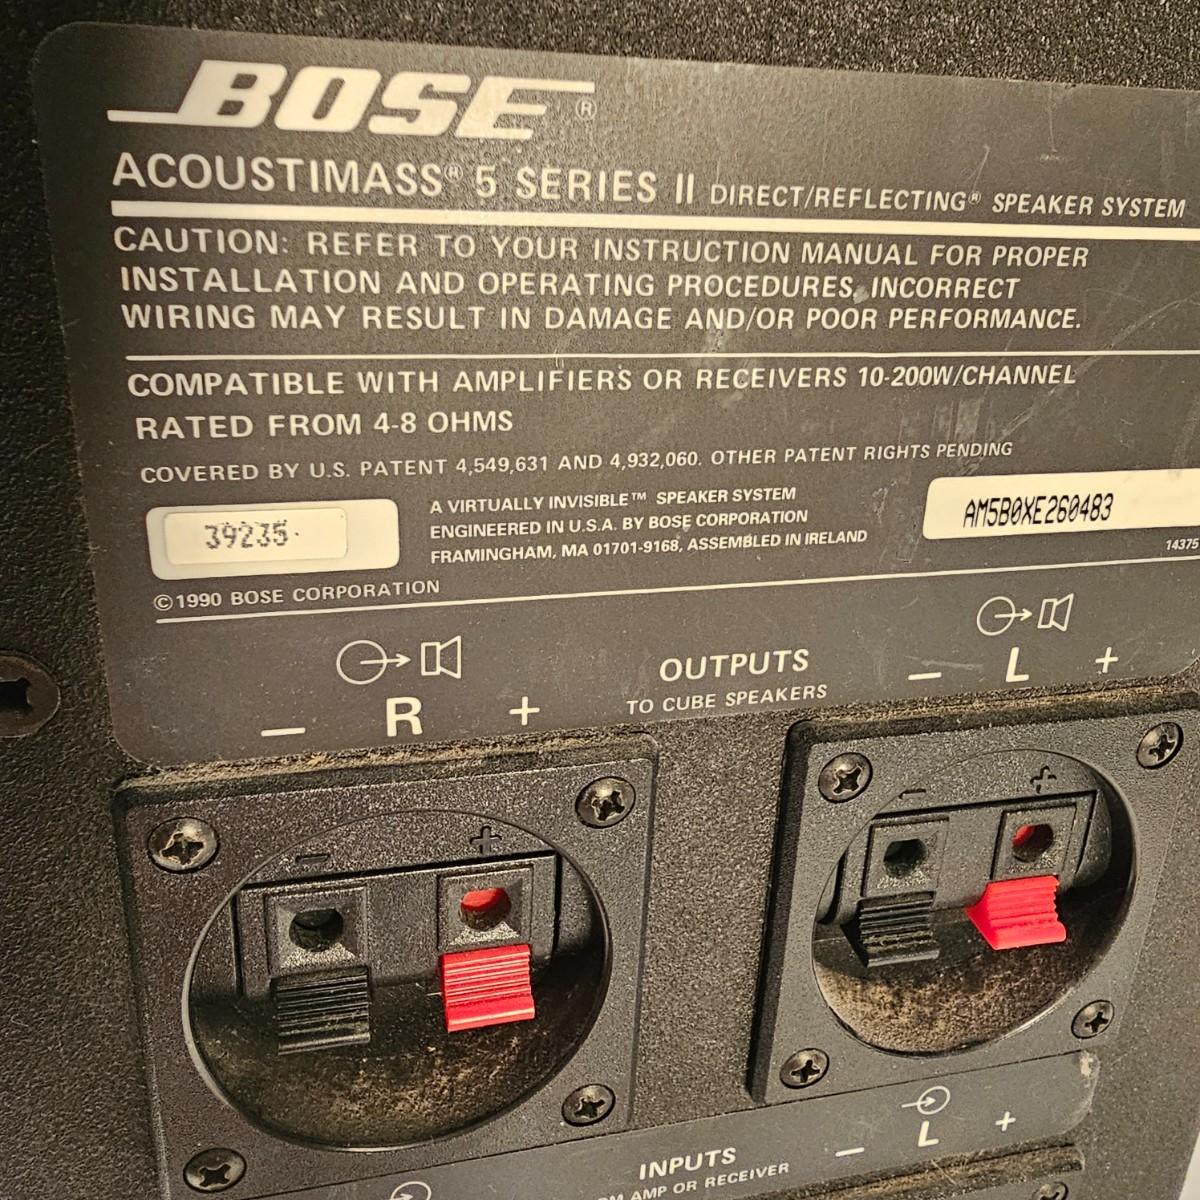 BOSE®
ACOUSTIMASS® 5 SERIES II DIRECT/REFLECTING® SPEAKER SYSTEM
CAUTION: REFER TO YOUR INSTRUCTION MANUAL FOR PROPER
INSTALLATION AND OPERATING PROCEDURES. INCORRECT
WIRING MAY RESULT IN DAMAGE AND/OR POOR PERFORMANCE.
COMPATIBLE WITH AMPLIFIERS OR RECEIVERS 10-200W/CHANNEL
RATED FROM 4-8 OHMS
COVERED BY U.S. PATENT 4,549,631 AND 4,932,060. OTHER PATENT RIGHTS PENDING
39235
A VIRTUALLY INVISIBLE™ SPEAKER SYSTEM
ENGINEERED IN U.S.A. BY BOSE CORPORATION
FRAMINGHAM, MA 01701-9168, ASSEMBLED IN IRELAND
AM5B0XE260483
14375
©1990 BOSE CORPORATION
OUTPUTS
TO CUBE SPEAKERS
− R +
− L +
− +
− +
− L +
INPUTS
AMP OR RECEIVER